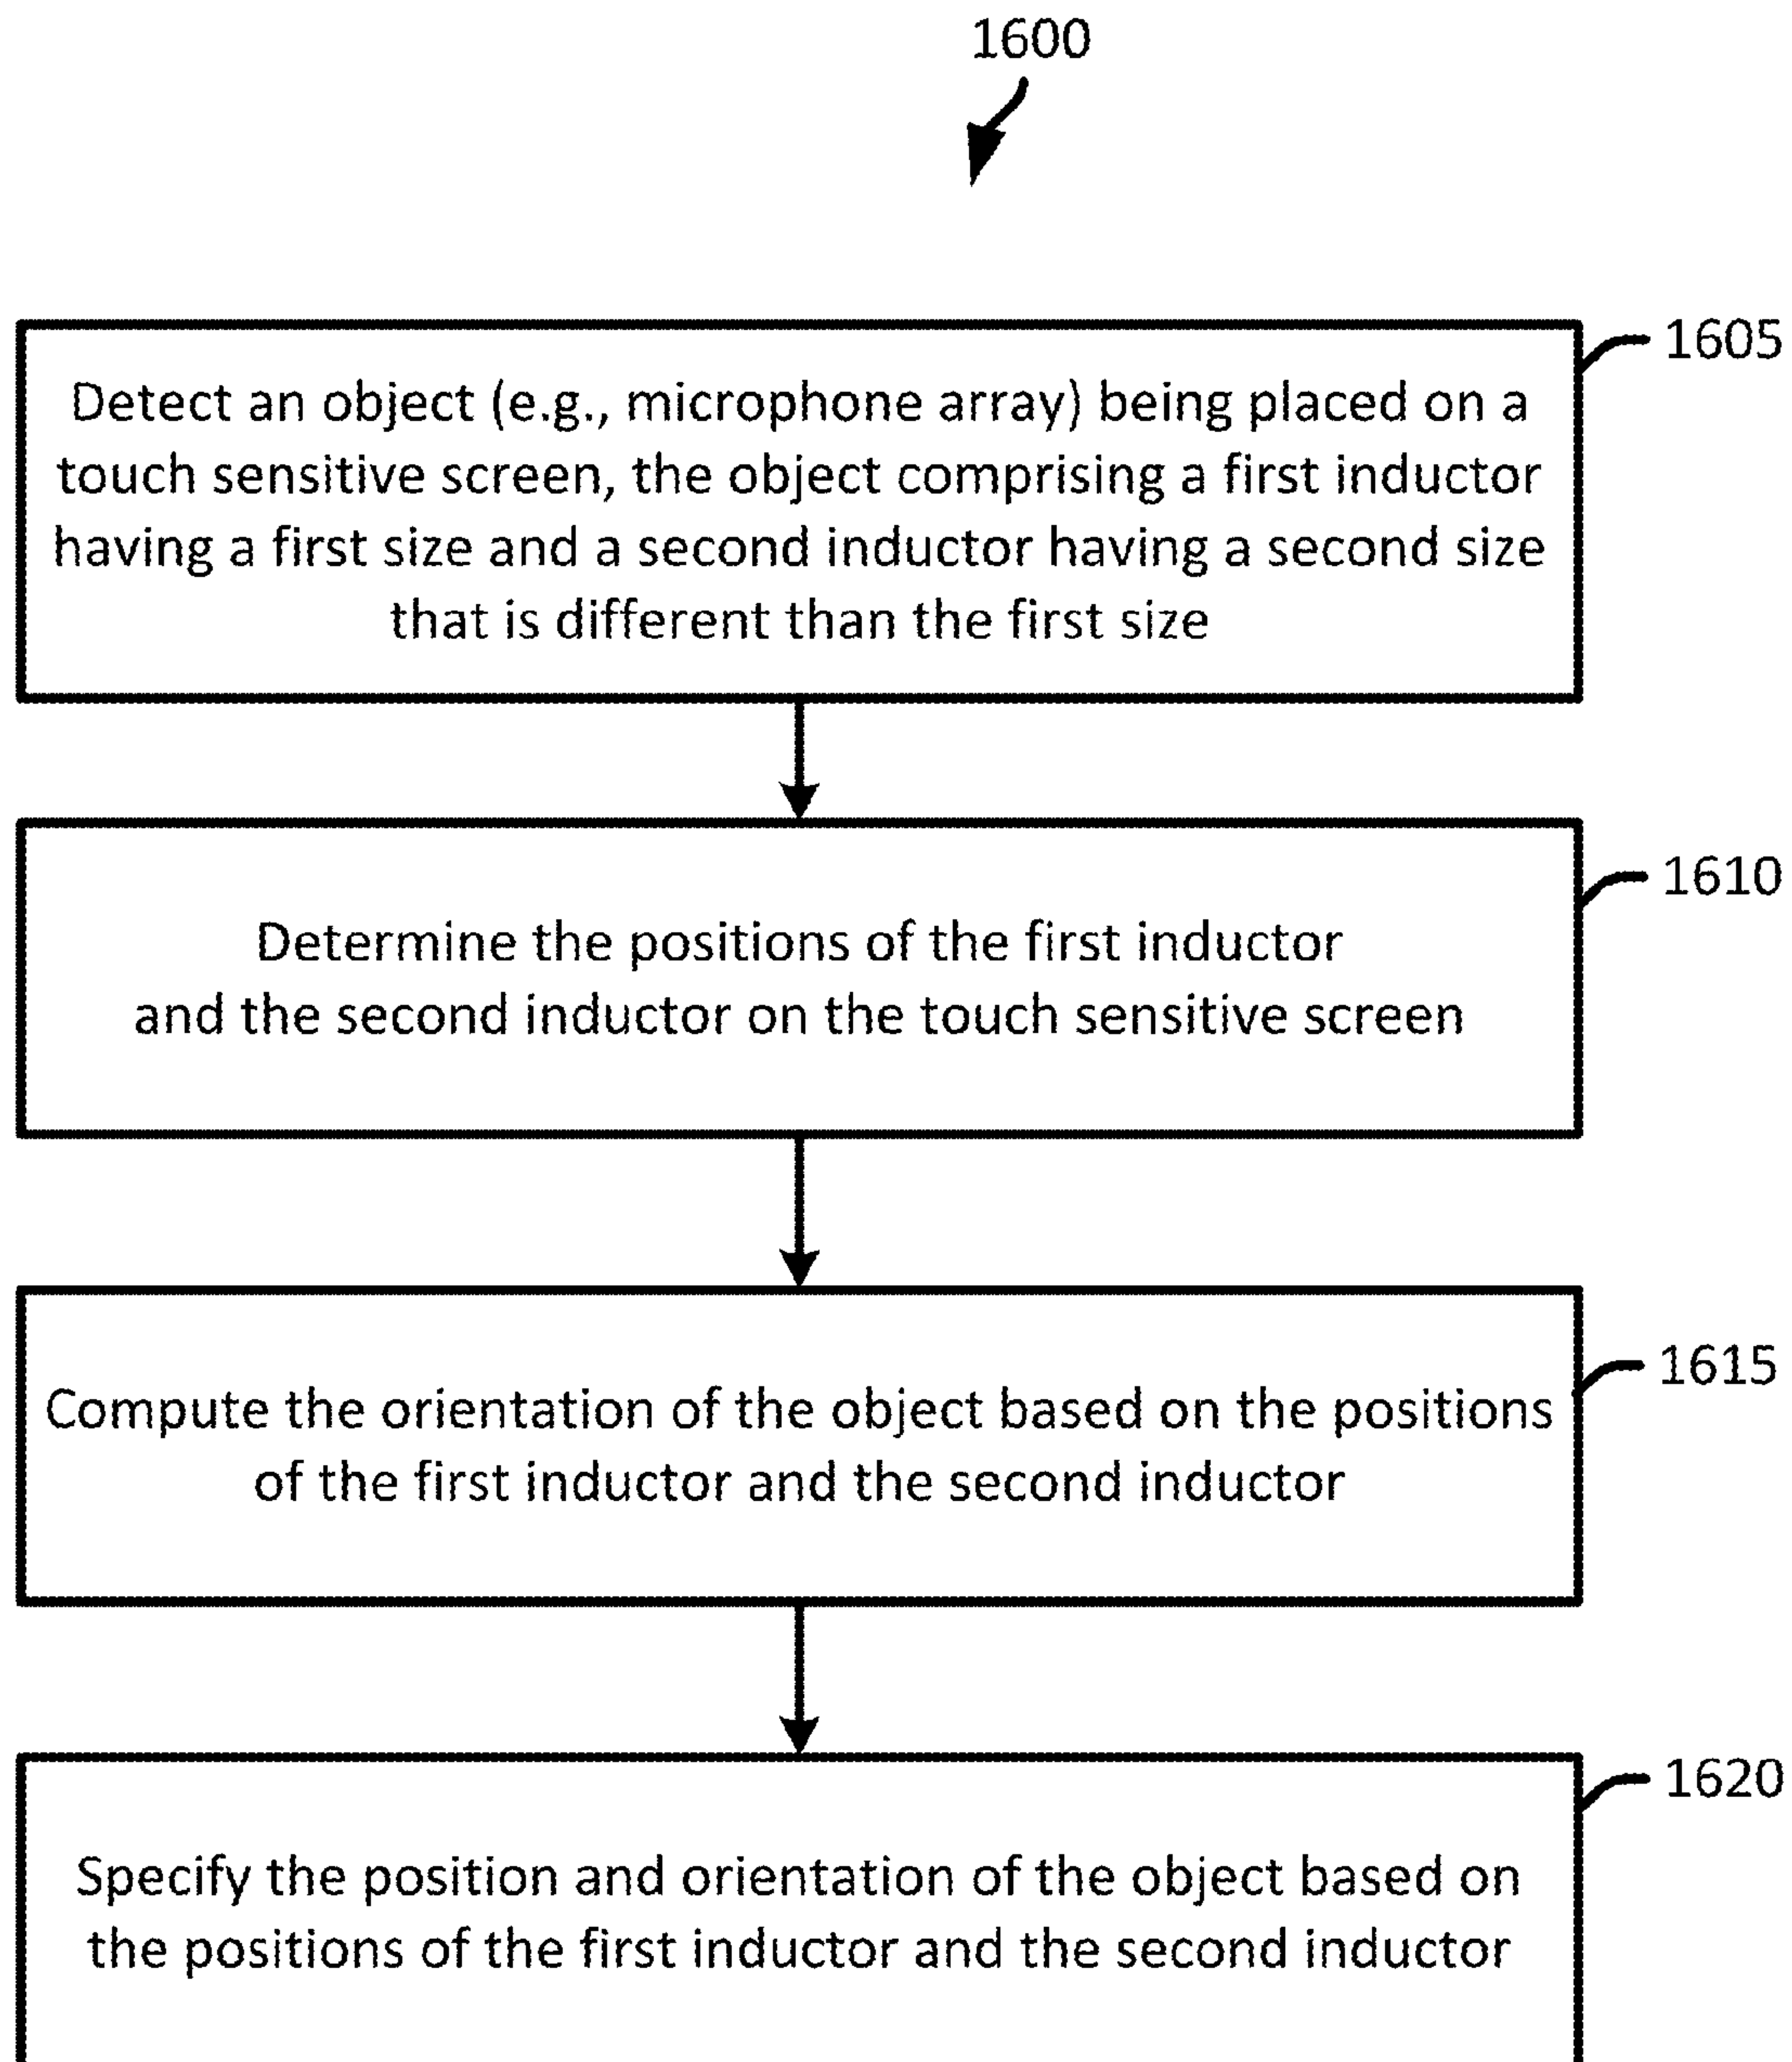 1600
1605
Detect an object (e.g., microphone array) being placed on a
touch sensitive screen, the object comprising a first inductor
having a first size and a second inductor having a second size
that is different than the first size
1610
Determine the positions of the first inductor
and the second inductor on the touch sensitive screen
1615
Compute the orientation of the object based on the positions
of the first inductor and the second inductor
1620
Specify the position and orientation of the object based on
the positions of the first inductor and the second inductor